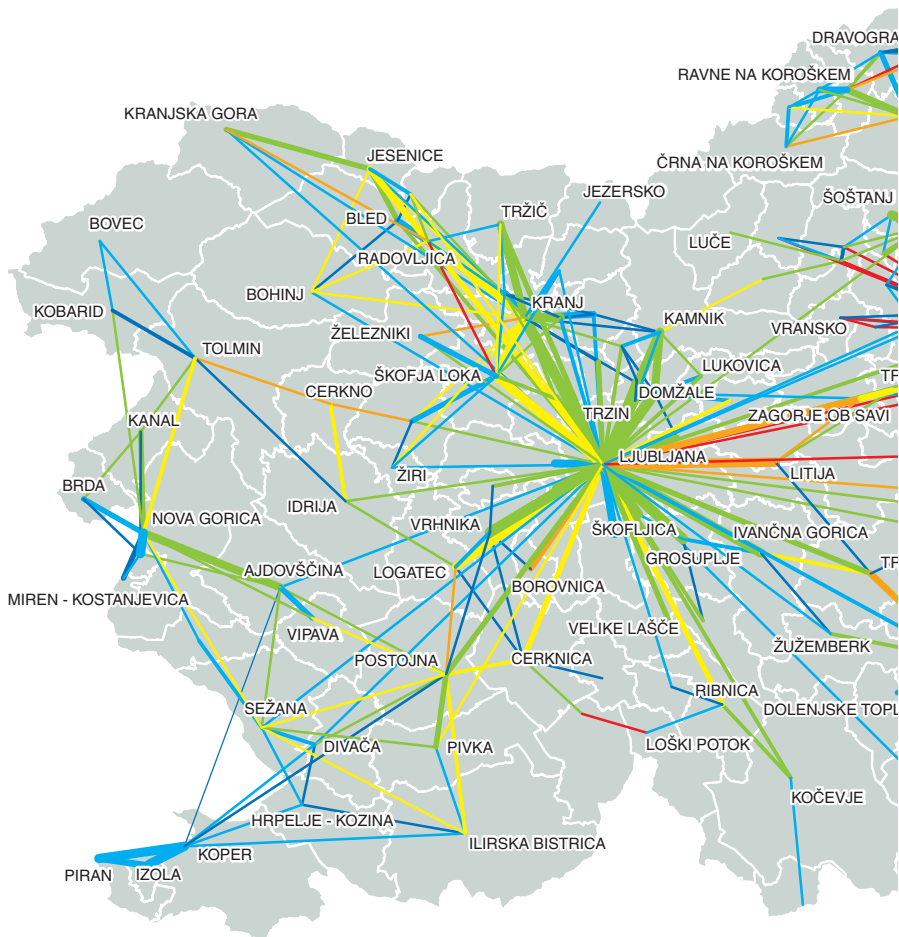 DRAVOGRA
RAVNE NA KOROŠKEM
KRANJSKA GORA
JESENICE
ČRNA NA KOROŠKEM
JEZERSKO
ŠOŠTANJ
BLED
TRŽIČ
BOVEC
LUČE
RADOVLJICA
BOHINJ
KRANJ
KOBARID
KAMNIK
ŽELEZNIKI
VRANSKO
TOLMIN
LUKOVICA
ŠKOFJA LOKA
TR
CERKNO
DOMŽALE
TRZIN
ZAGORJE OB SAVI
KANAL
LJUBLJANA
ŽIRI
LITIJA
BRDA
IDRIJA
NOVA GORICA
VRHNIKA
ŠKOFLJICA
IVANČNA GORICA
GROSUPLJE
TR
AJDOVŠČINA
LOGATEC
BOROVNICA
MIREN - KOSTANJEVICA
VIPAVA
VELIKE LAŠČE
ŽUŽEMBERK
POSTOJNA
CERKNICA
RIBNICA
SEŽANA
DOLENJSKE TOPL
DIVAČA
PIVKA
LOŠKI POTOK
KOČEVJE
HRPELJE - KOZINA
ILIRSKA BISTRICA
KOPER
PIRAN
IZOLA